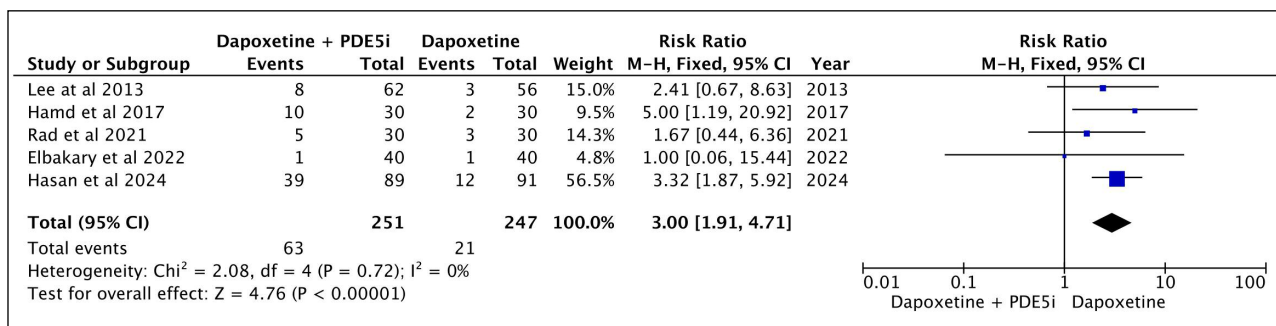 Dapoxetine + PDE5i Dapoxetine Risk Ratio Risk Ratio
Study or Subgroup Events Total Events Total Weight M-H, Fixed, 95% CI Year M-H, Fixed, 95% CI
Lee at al 2013 8 62 3 56 15.0% 2.41 [0.67, 8.63] 2013
Hamd et al 2017 10 30 2 30 9.5% 5.00 [1.19, 20.92] 2017
Rad et al 2021 5 30 3 30 14.3% 1.67 [0.44, 6.36] 2021
Elbakary et al 2022 1 40 1 40 4.8% 1.00 [0.06, 15.44] 2022
Hasan et al 2024 39 89 12 91 56.5% 3.32 [1.87, 5.92] 2024
Total (95% CI) 251 247 100.0% 3.00 [1.91, 4.71]
Total events 63 21
Heterogeneity: Chi² = 2.08, df = 4 (P = 0.72); I² = 0%
Test for overall effect: Z = 4.76 (P < 0.00001)
0.01 0.1 1 10 100
Dapoxetine + PDE5i Dapoxetine